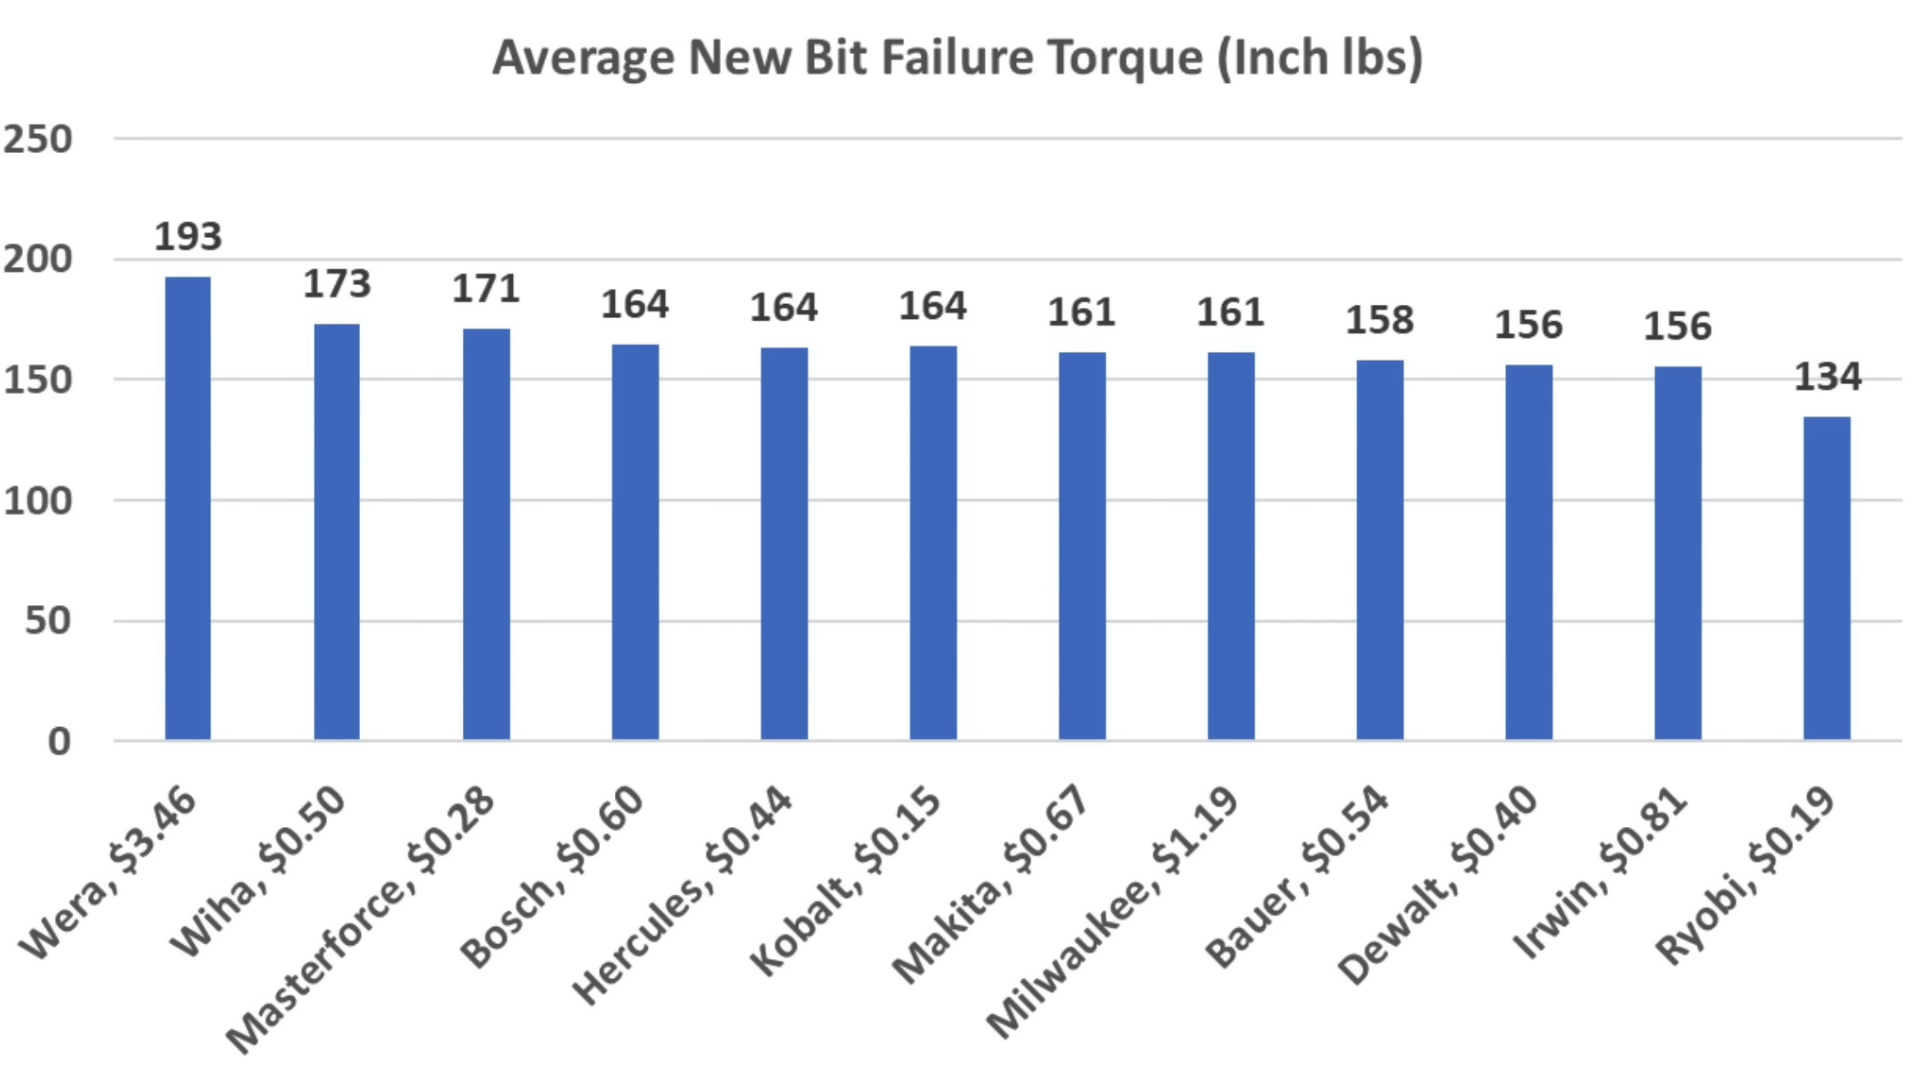 Average New Bit Failure Torque (Inch lbs)
250
200
150
100
50
0
193
173
171
164
164
164
161
161
158
156
156
134
Wera, $3.46
Wiha, $0.50
Masterforce, $0.28
Bosch, $0.60
Hercules, $0.44
Kobalt, $0.15
Makita, $0.67
Milwaukee, $1.19
Bauer, $0.54
Dewalt, $0.40
Irwin, $0.81
Ryobi, $0.19